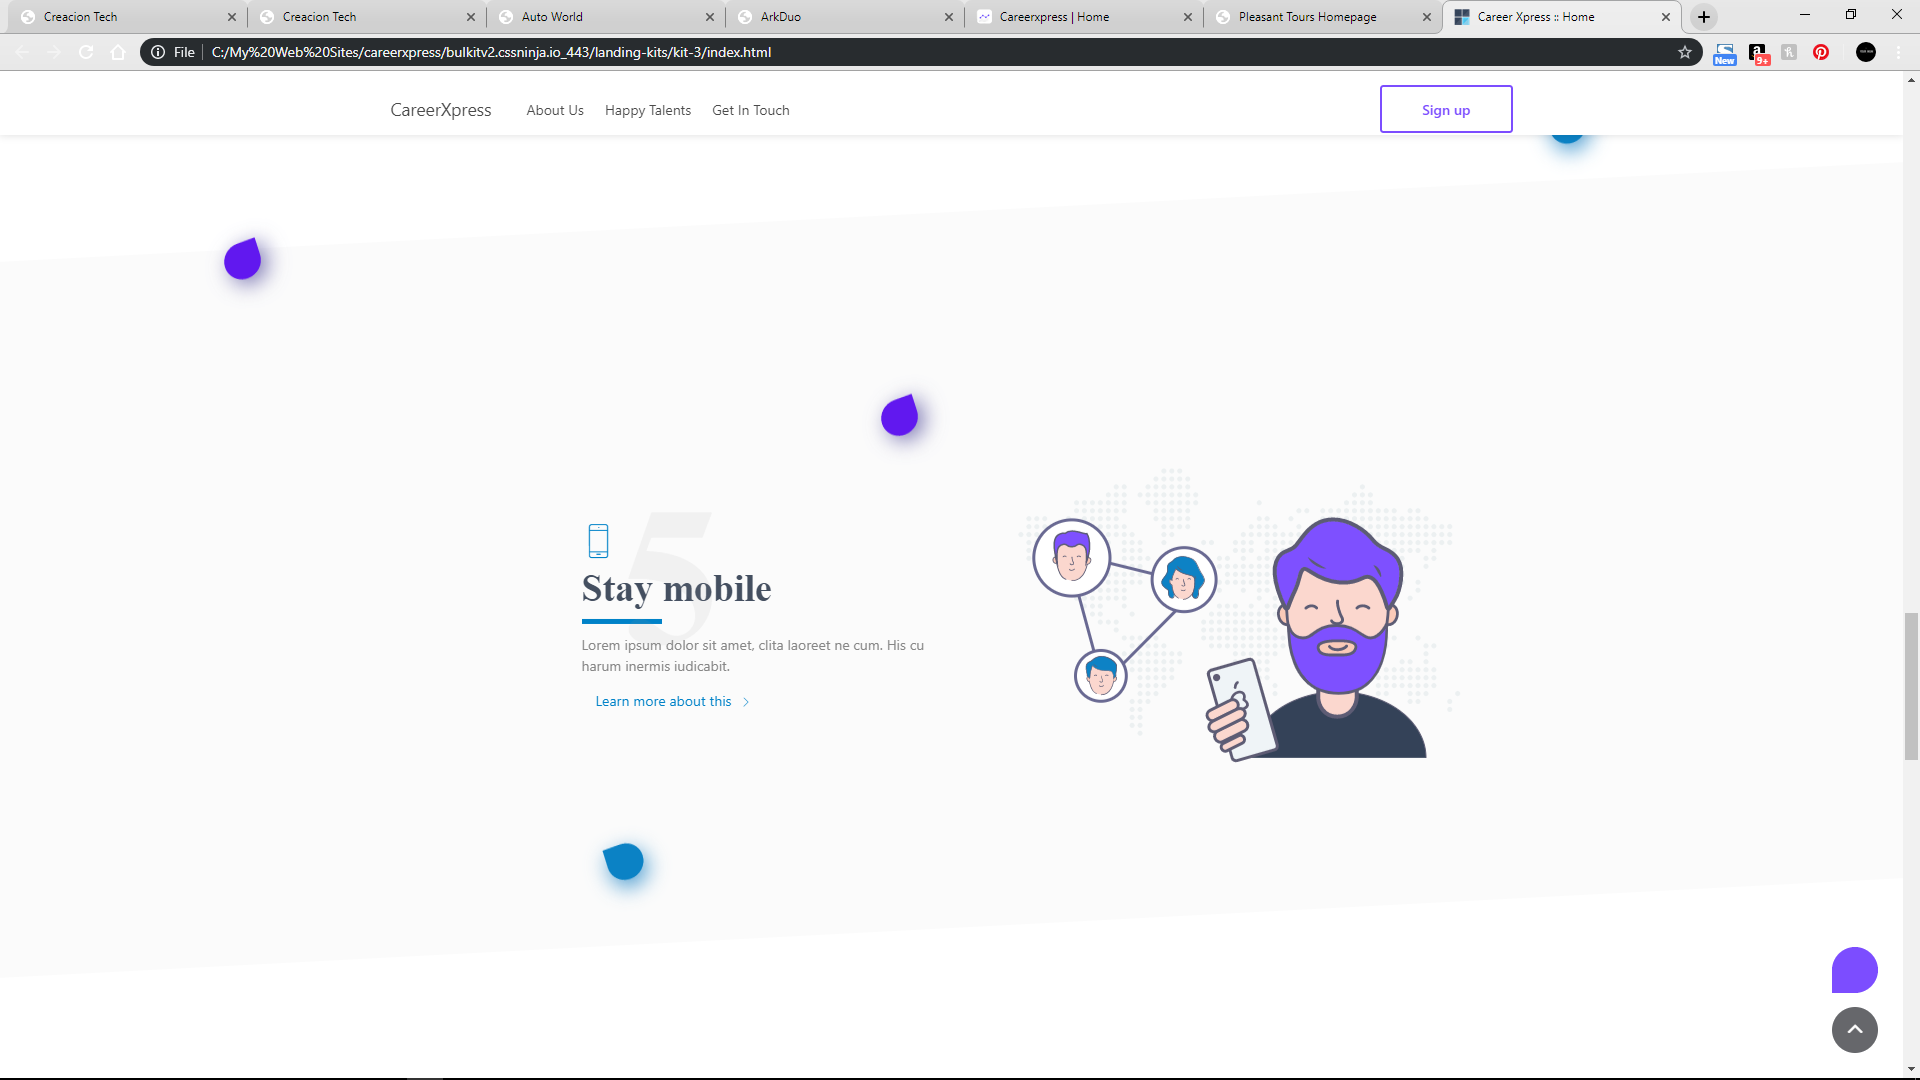 Creacion Tech
Creacion Tech
Auto World
ArkDuo
Careerxpress | Home
Pleasant Tours Homepage
Career Xpress :: Home
File
C:/My%20Web%20Sites/careerxpress/bulkitv2.cssninja.io_443/landing-kits/kit-3/index.html
New
a
9+
CareerXpress
About Us
Happy Talents
Get In Touch
Sign up
5
Stay mobile
Lorem ipsum dolor sit amet, clita laoreet ne cum. His cu
harum inermis iudicabit.
Learn more about this